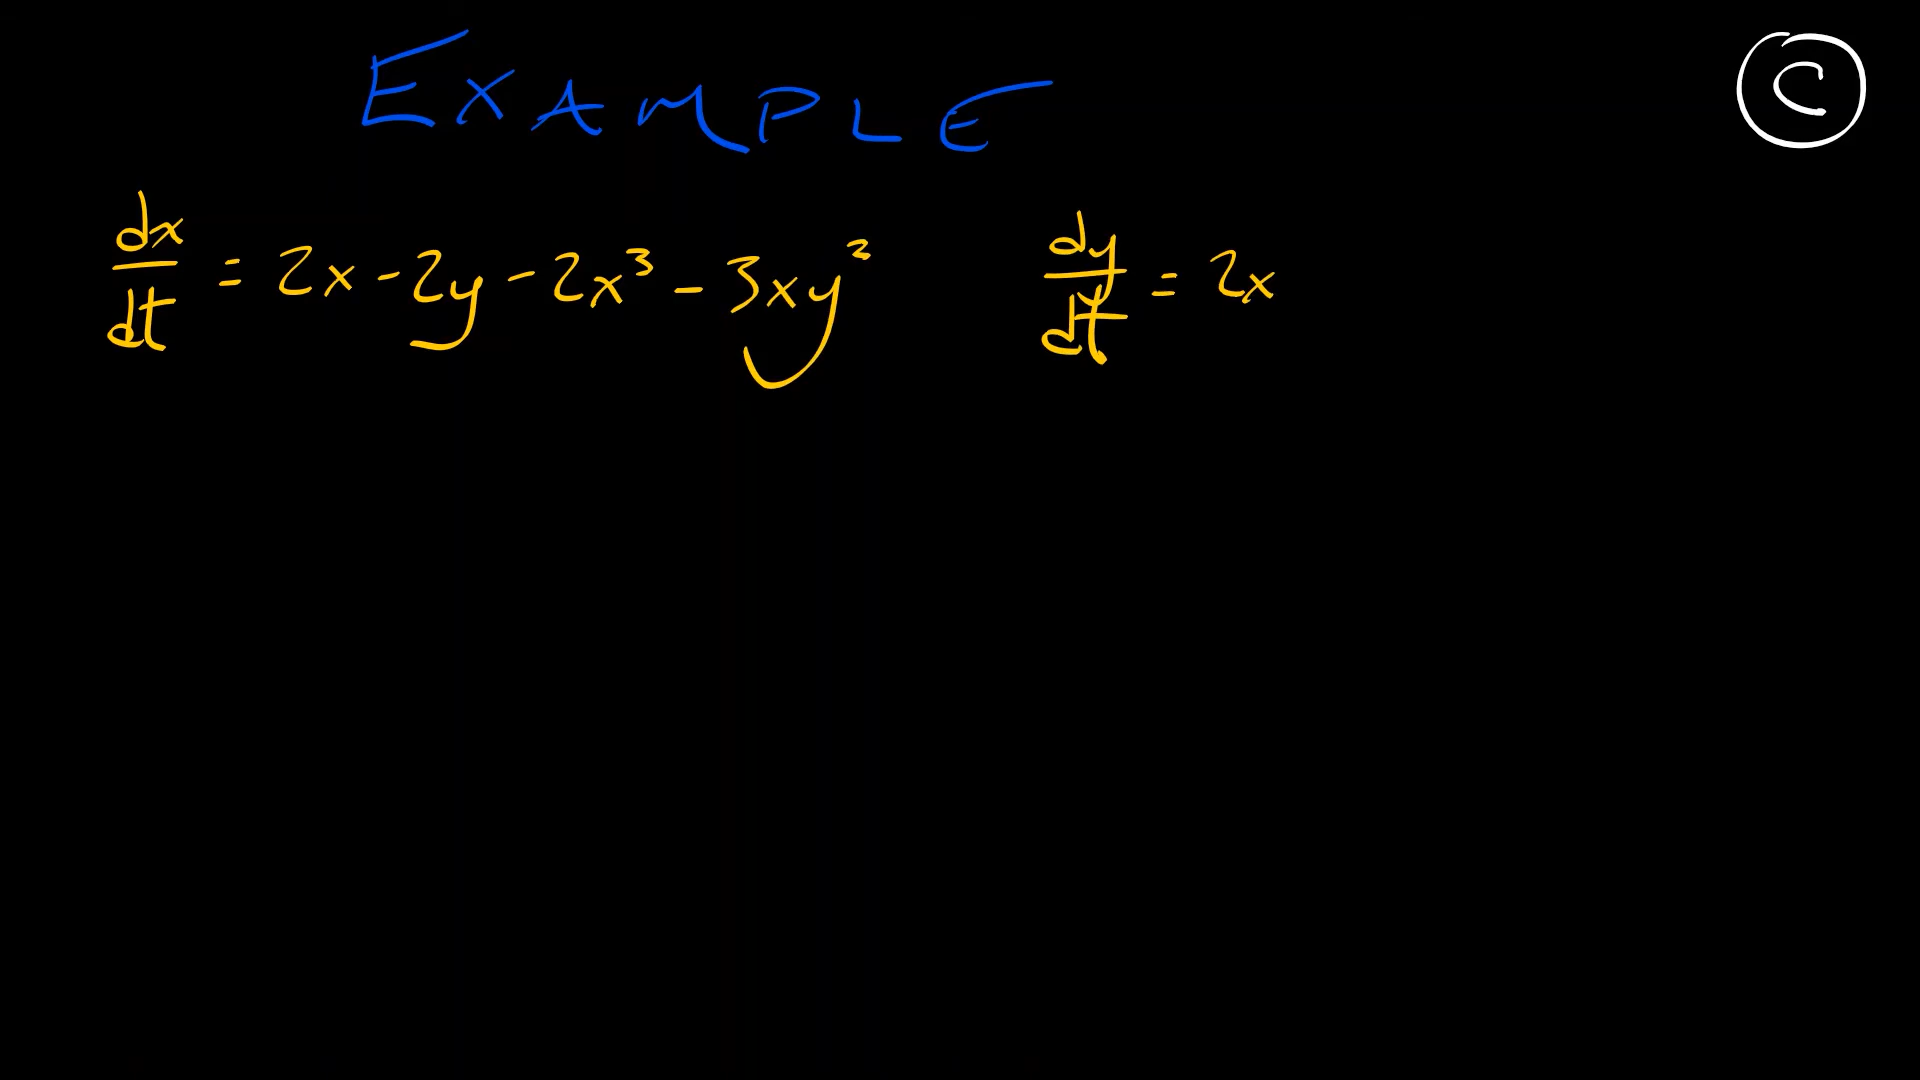 EXAMPLE
©
dx/dt = 2x - 2y - 2x³ - 3xy² dy/dt = 2x